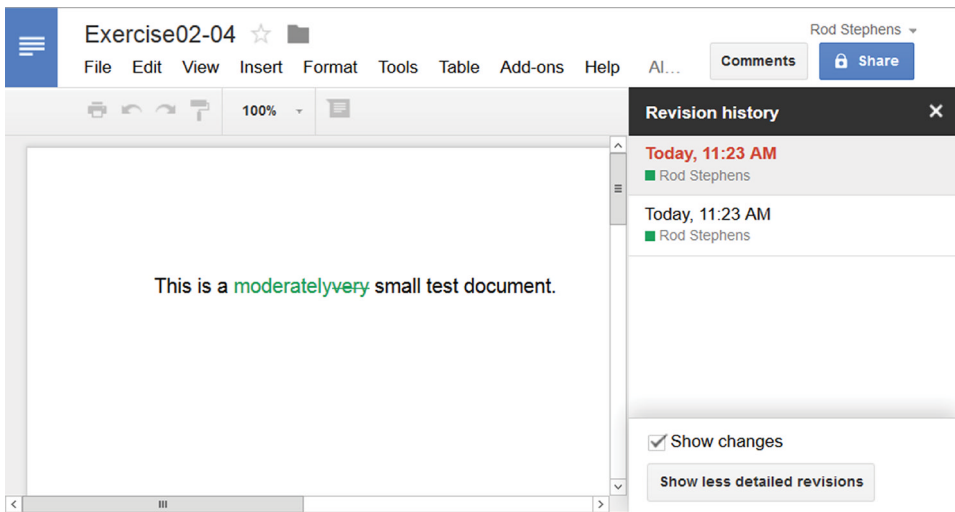 Exercise02-04
Rod Stephens
File Edit View Insert Format Tools Table Add-ons Help Al...
Comments
Share
100%
Revision history
Today, 11:23 AM
Rod Stephens
Today, 11:23 AM
Rod Stephens
This is a moderatelyvery small test document.
Show changes
Show less detailed revisions